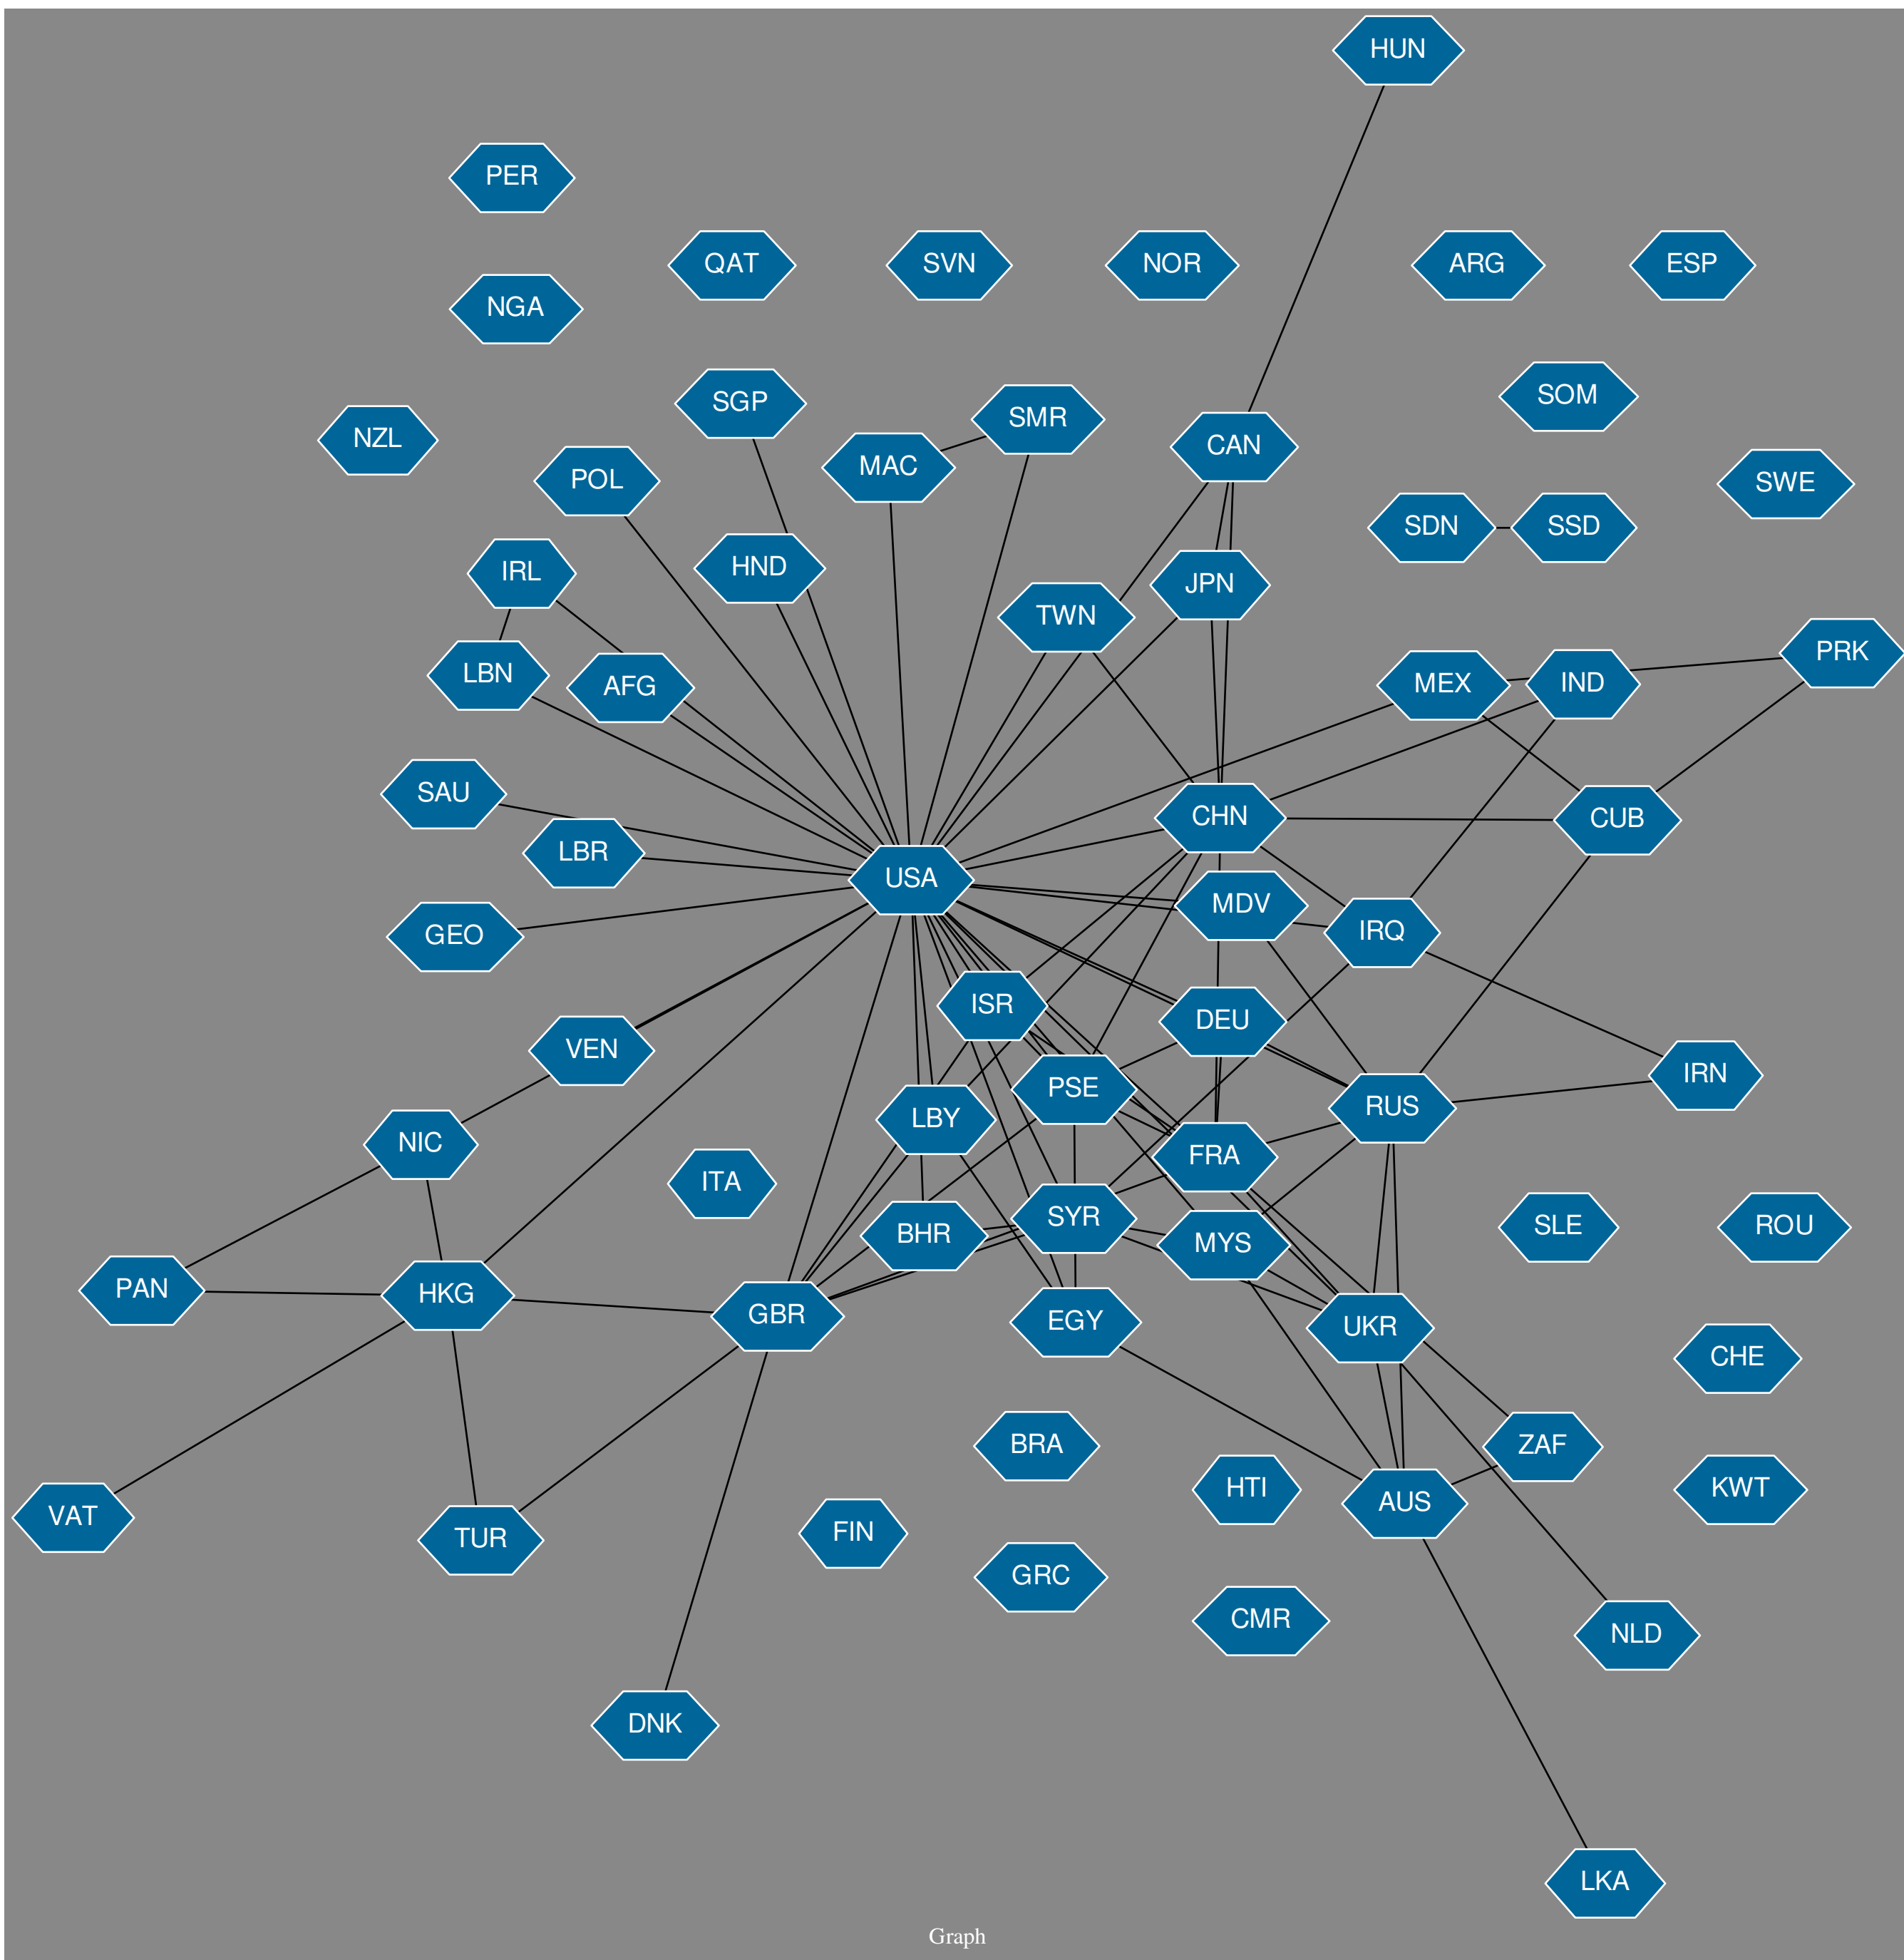 HUN
PER
QAT
SVN
NOR
ARG
ESP
NGA
SGP
SMR
SOM
NZL
MAC
CAN
POL
SWE
SDN
SSD
IRL
HND
JPN
TWN
PRK
LBN
AFG
MEX
IND
SAU
CHN
CUB
LBR
USA
MDV
IRQ
GEO
ISR
DEU
VEN
IRN
PSE
RUS
LBY
NIC
FRA
ITA
SYR
SLE
ROU
BHR
MYS
PAN
HKG
GBR
EGY
UKR
CHE
BRA
ZAF
HTI
KWT
AUS
VAT
FIN
TUR
GRC
CMR
NLD
DNK
LKA
Graph